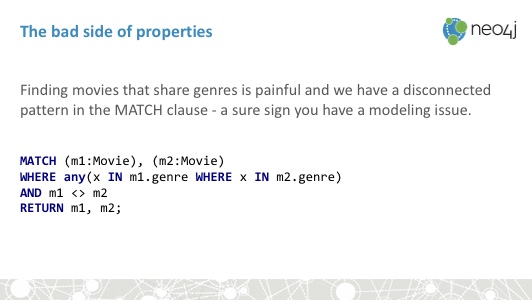 The bad side of properties
neo4j
Finding movies that share genres is painful and we have a disconnected
pattern in the MATCH clause - a sure sign you have a modeling issue.
MATCH (m1:Movie), (m2:Movie)
WHERE any(x IN m1.genre WHERE x IN m2.genre)
AND m1 <> m2
RETURN m1, m2;